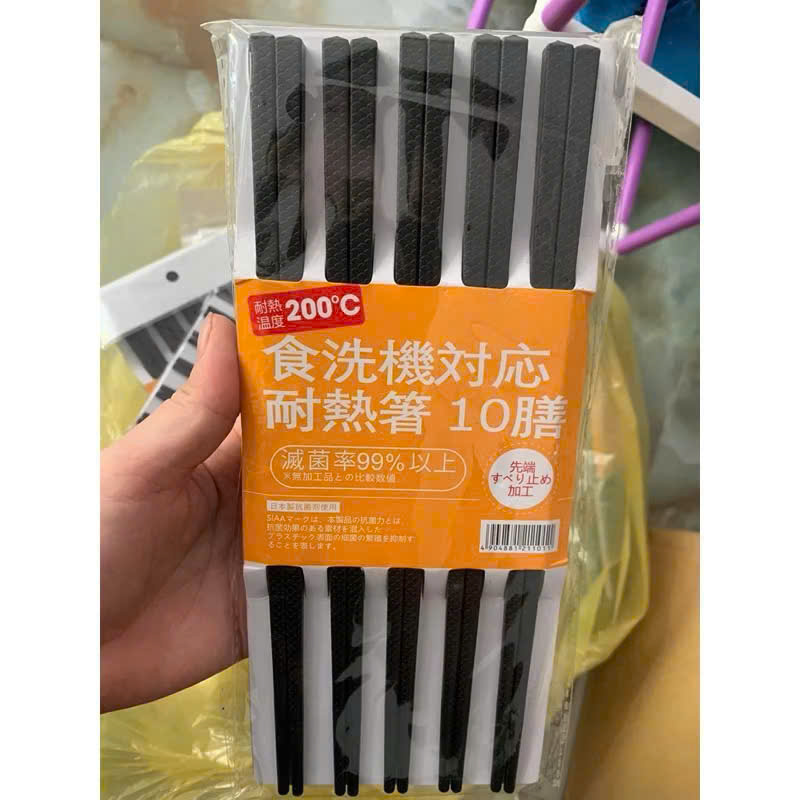 耐熱
温度 200℃
食洗機対応
耐熱箸 10膳
滅菌率99%以上
※無加工品との比較数値
先端
すべり止め
加工
日本製抗菌剤使用
SIAAマークは、本製品の抗菌力とは
抗菌効果のある素材を混入した
プラスチック表面の細菌の繁殖を抑制す
ることを表します。